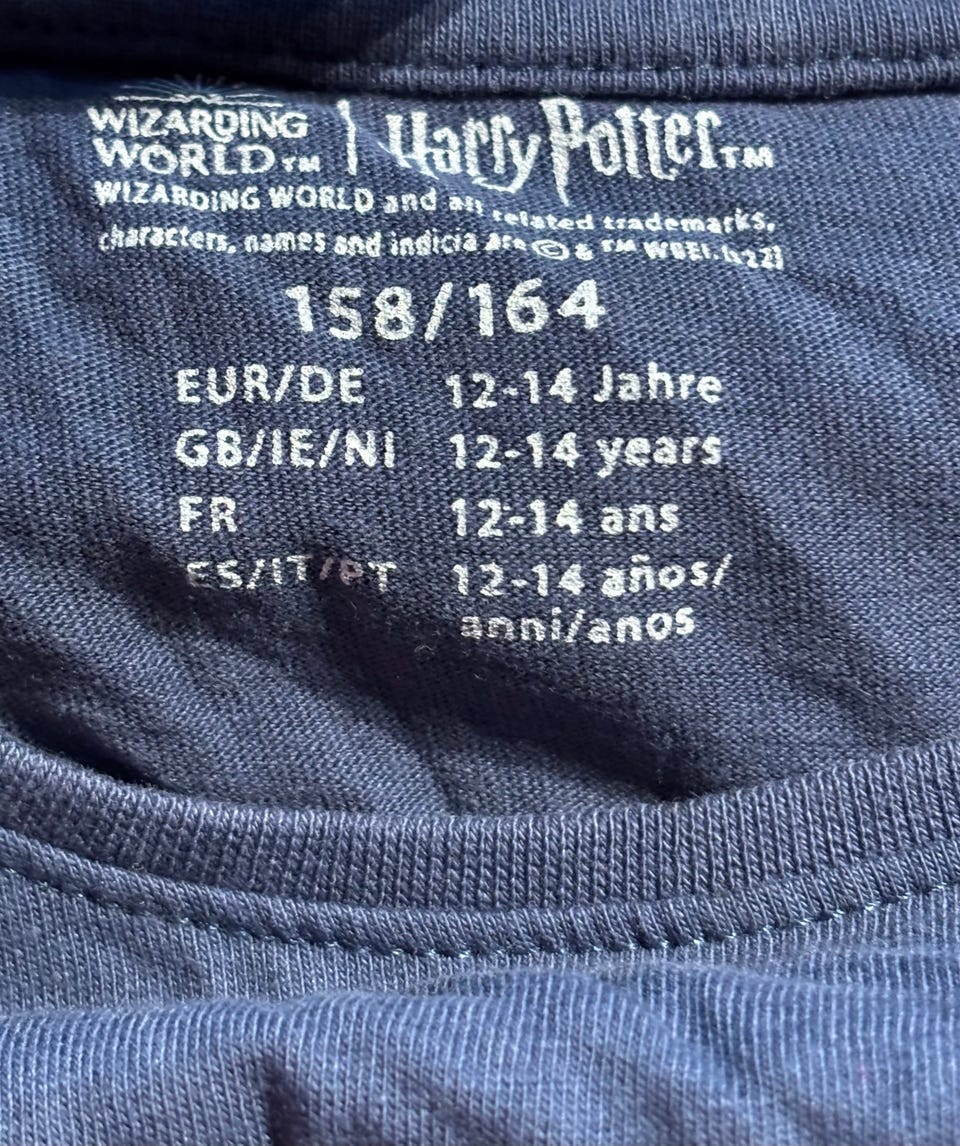 WIZARDING
WORLD™ | Harry Potter™
WIZARDING WORLD and all related trademarks,
characters, names and indicia are © & ™ WBEI. (s22)
158/164
EUR/DE 12-14 Jahre
GB/IE/NI 12-14 years
FR 12-14 ans
ES/IT/PT 12-14 años/
anni/anos